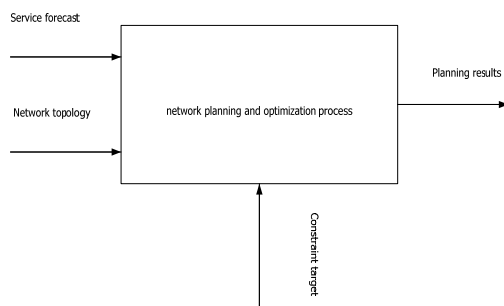 Service forecast
Planning results
Network topology
network planning and optimization process
Constraint target